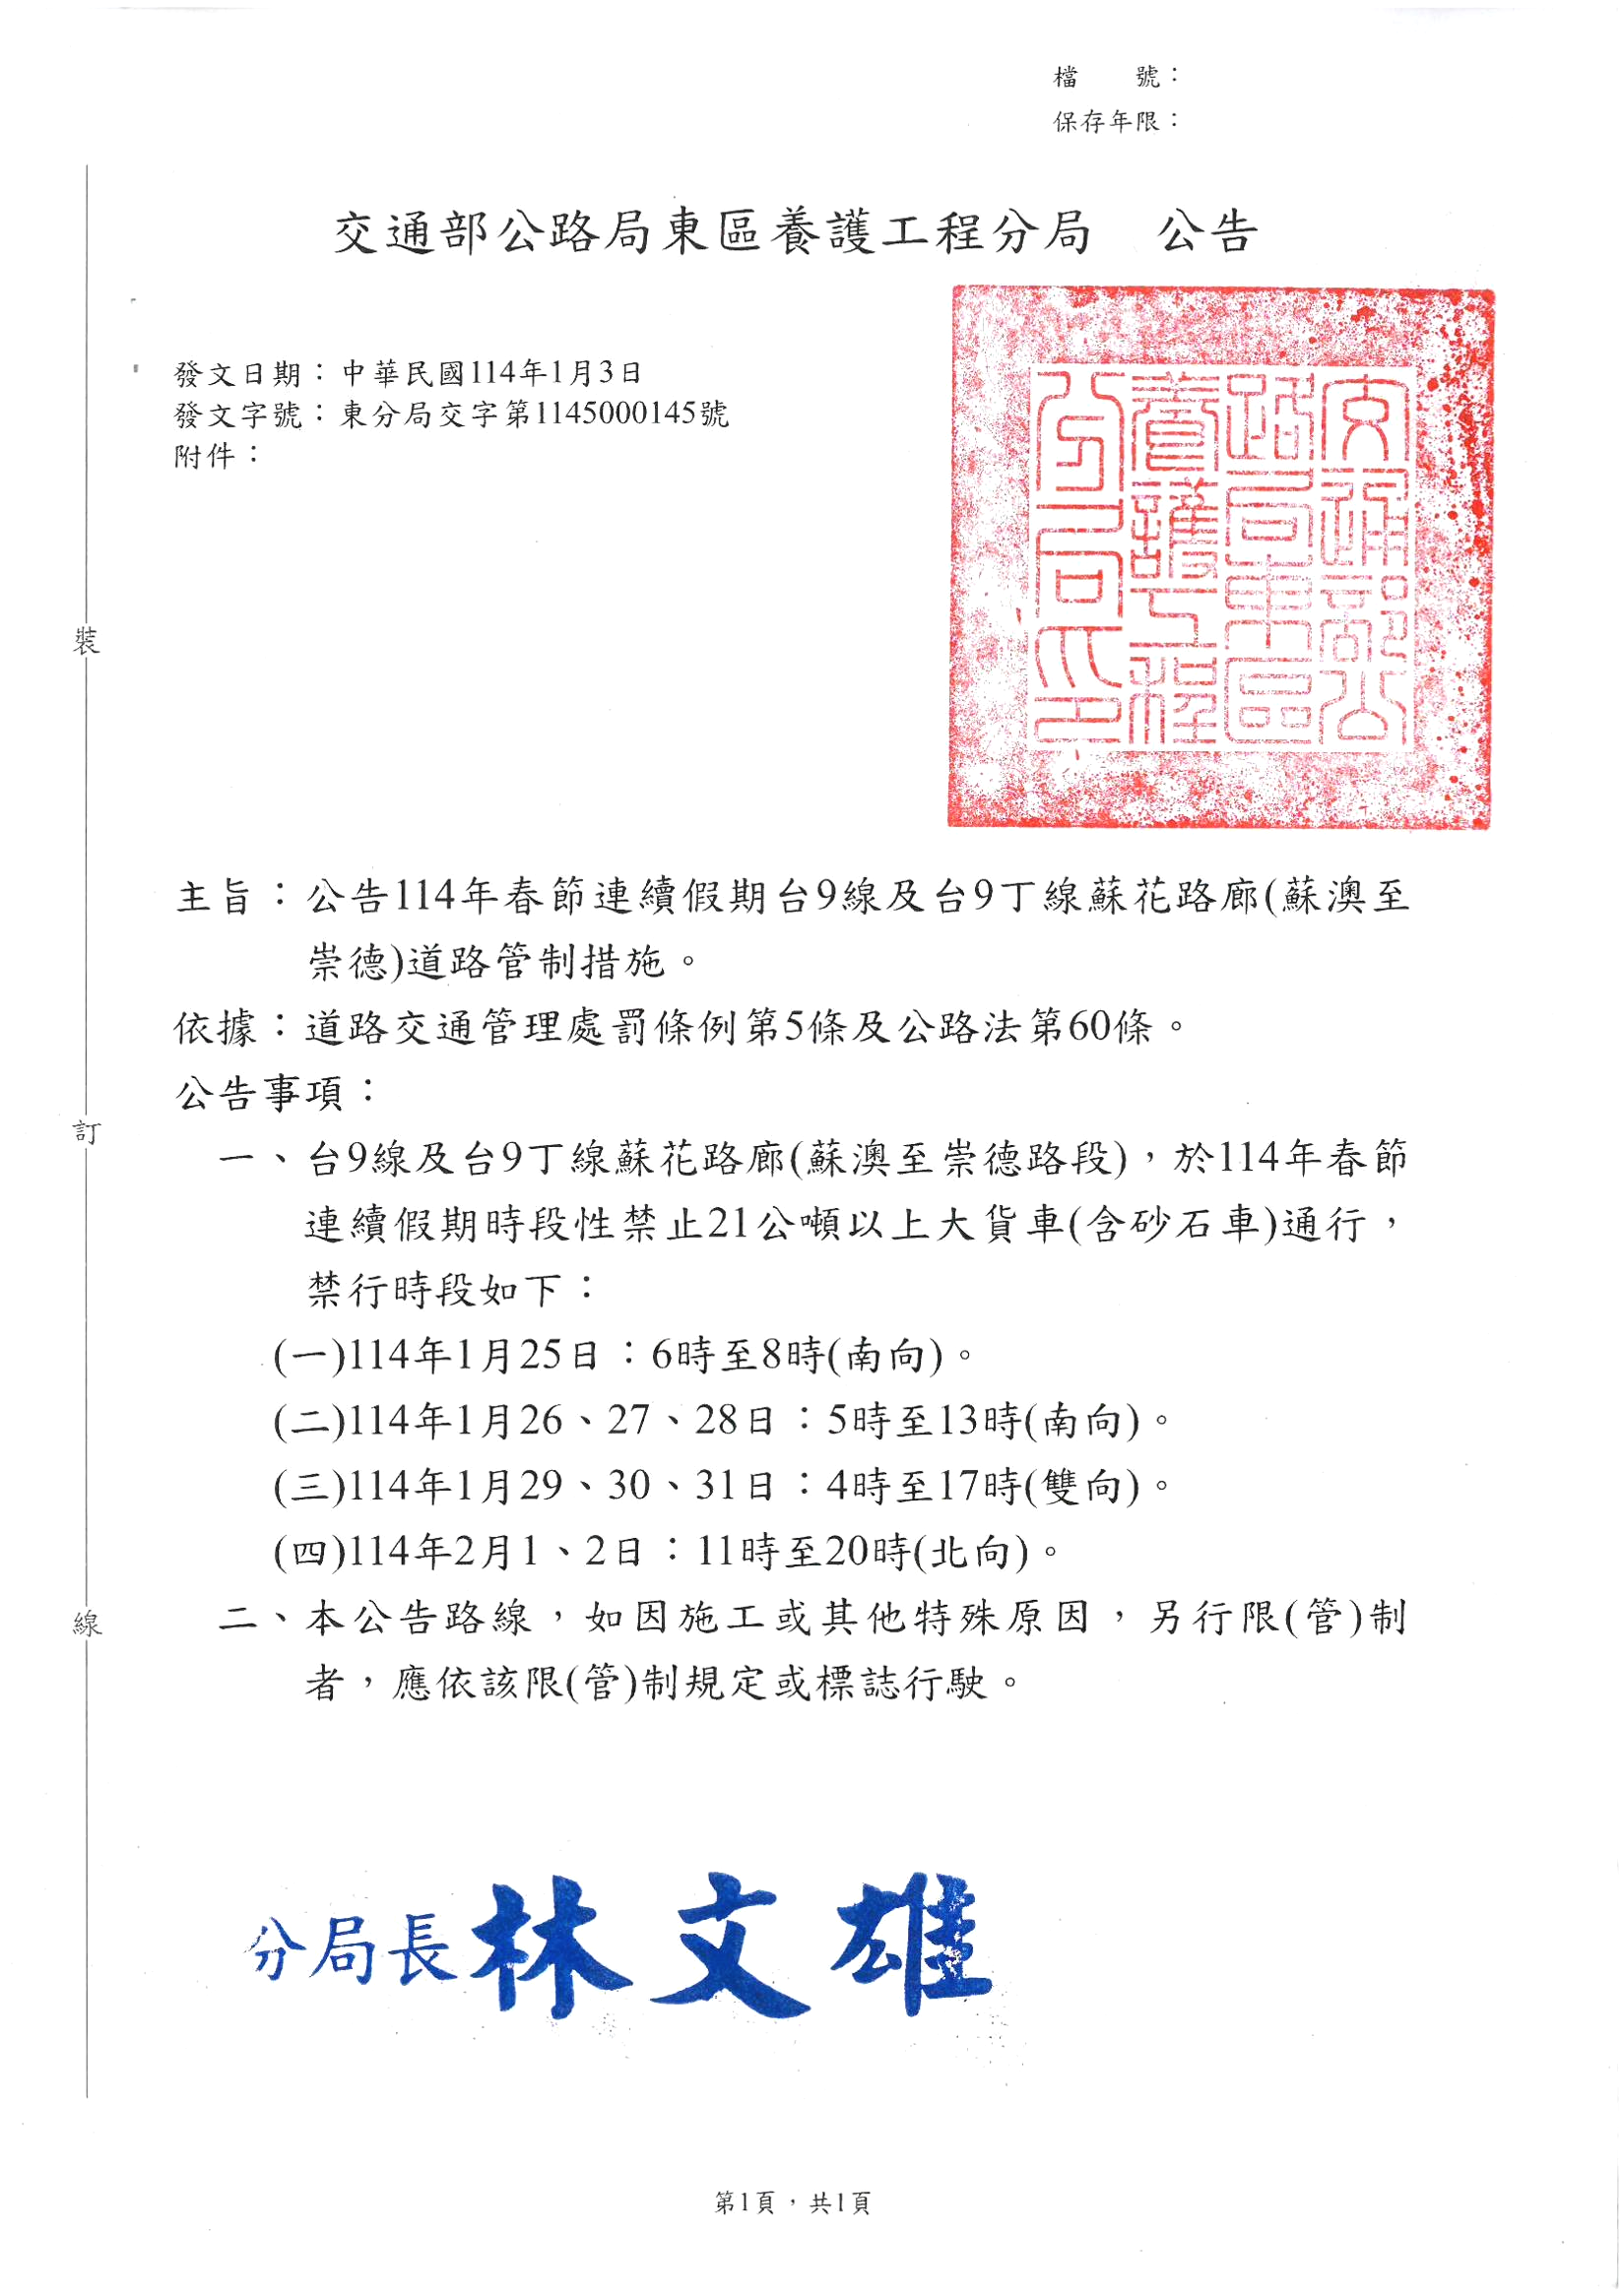 檔　　號：
保存年限：
交通部公路局東區養護工程分局　公告
發文日期：中華民國114年1月3日
發文字號：東分局交字第1145000145號
附件：
交通部公路局東區養護工程分局印
主旨：公告114年春節連續假期台9線及台9丁線蘇花路廊(蘇澳至
崇德)道路管制措施。
依據：道路交通管理處罰條例第5條及公路法第60條。
公告事項：
一、台9線及台9丁線蘇花路廊(蘇澳至崇德路段)，於114年春節
連續假期時段性禁止21公噸以上大貨車(含砂石車)通行，
禁行時段如下：
(一)114年1月25日：6時至8時(南向)。
(二)114年1月26、27、28日：5時至13時(南向)。
(三)114年1月29、30、31日：4時至17時(雙向)。
(四)114年2月1、2日：11時至20時(北向)。
二、本公告路線，如因施工或其他特殊原因，另行限(管)制
者，應依該限(管)制規定或標誌行駛。
分局長林文雄
裝
訂
線
第1頁，共1頁